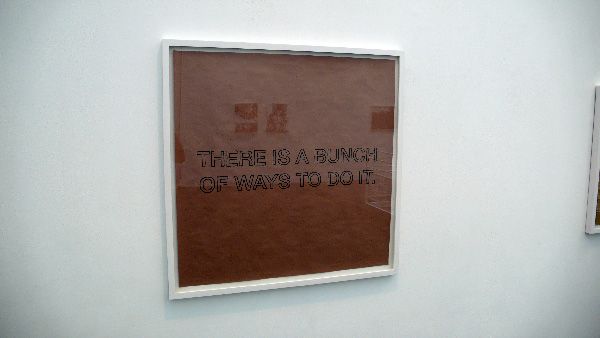 THERE IS A BUNCH
OF WAYS TO DO IT.